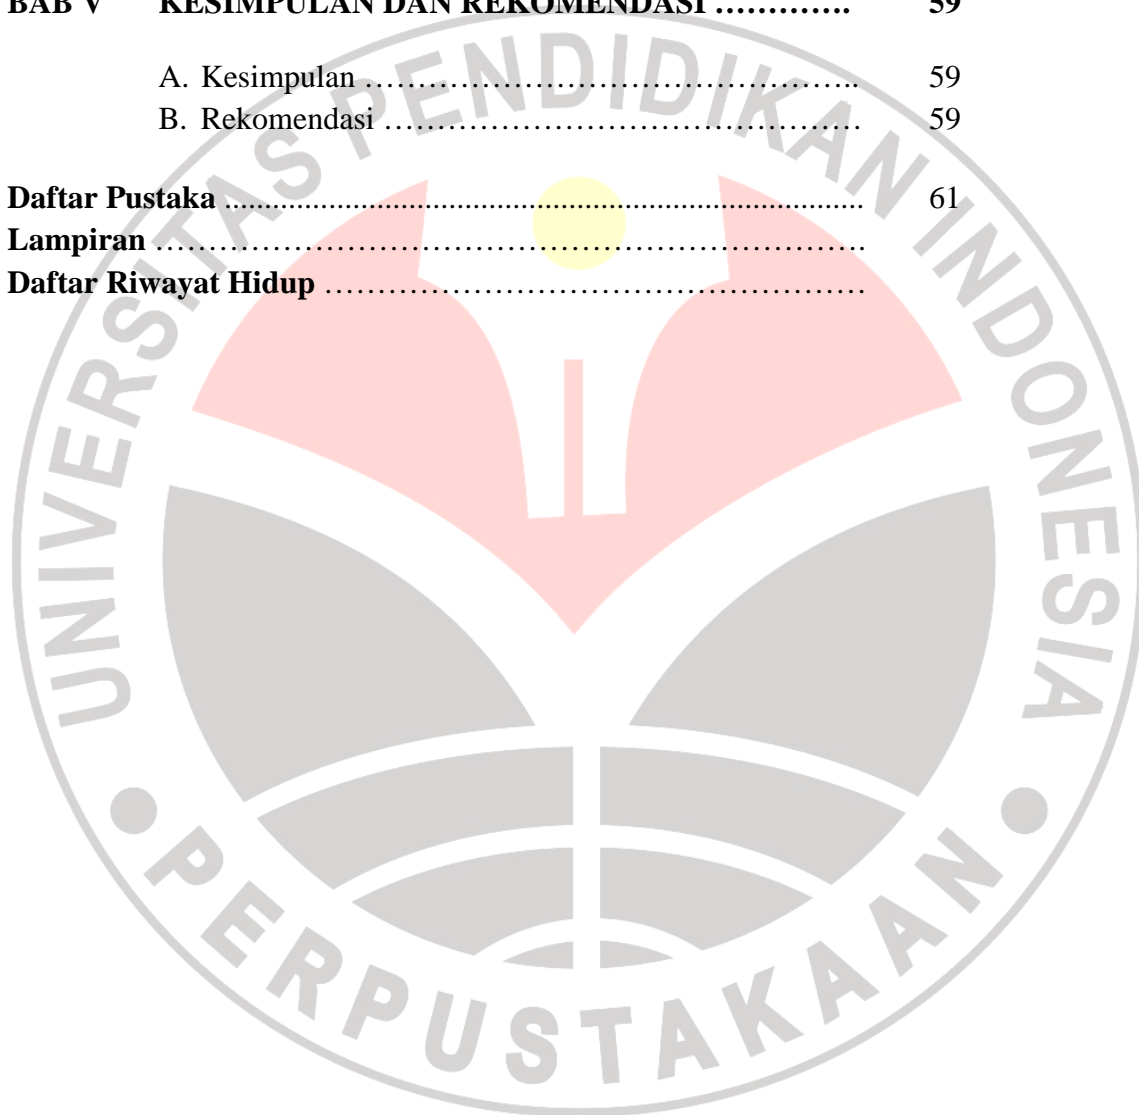 BAB V KESIMPULAN DAN REKOMENDASI …………. 59
A. Kesimpulan ……………………………………….. 59
B. Rekomendasi ……………………………………… 59
Daftar Pustaka ................................................................................ 61
Lampiran …………………………………………………………
Daftar Riwayat Hidup ……………………………………………
UNIVERSITAS PENDIDIKAN INDONESIA
PERPUSTAKAAN